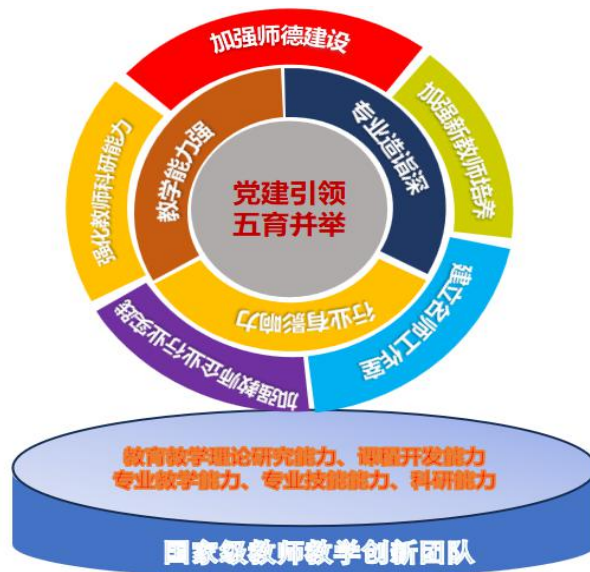 加强师德建设
加强新教师培养
建立名师工作室
加强教师企业行业实践
强化教师科研能力
教学能力强
专业造诣深
行业有影响力
党建引领
五育并举
教育教学理论研究能力、课程开发能力
专业教学能力、专业技能能力、科研能力
国家级教师教学创新团队